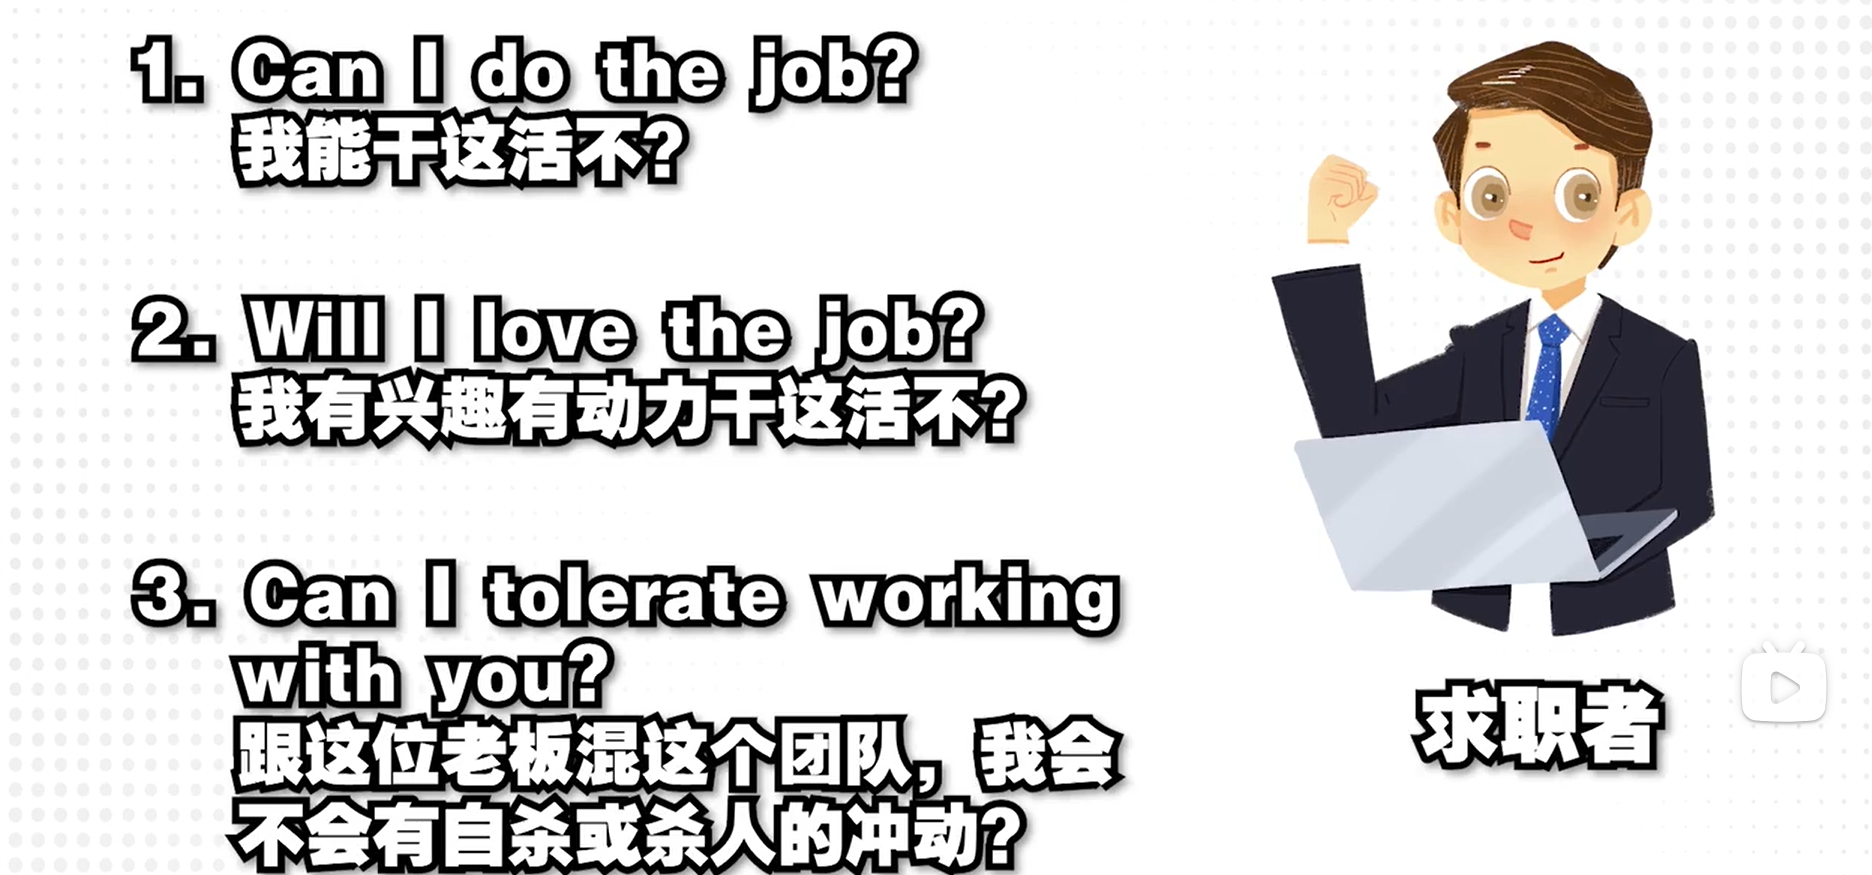 1. Can I do the job?
我能干这活不？
2. Will I love the job?
我有兴趣有动力干这活不？
3. Can I tolerate working
with you?
跟这位老板混这个团队，我会
不会有自杀或杀人的冲动？
求职者